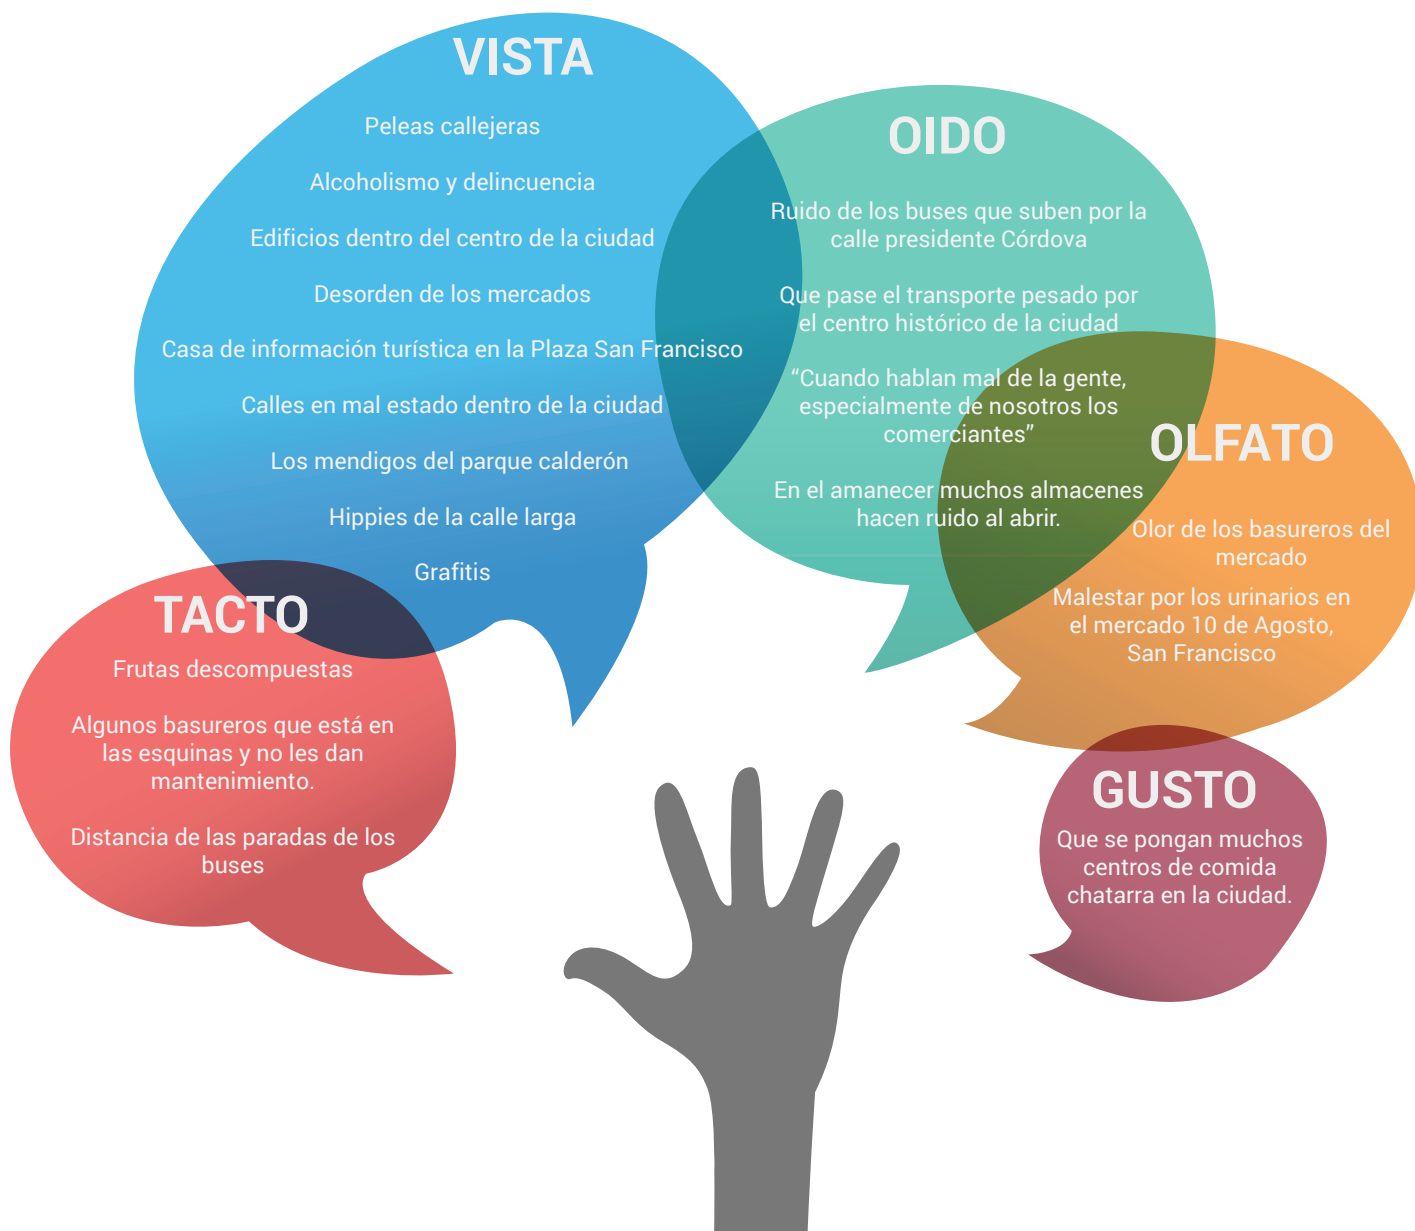 VISTA
Peleas callejeras
Alcoholismo y delincuencia
Edificios dentro del centro de la ciudad
Desorden de los mercados
Casa de información turística en la Plaza San Francisco
Calles en mal estado dentro de la ciudad
Los mendigos del parque calderón
Hippies de la calle larga
Grafitis
OIDO
Ruido de los buses que suben por la
calle presidente Córdova
Que pase el transporte pesado por
el centro histórico de la ciudad
“Cuando hablan mal de la gente,
especialmente de nosotros los
comerciantes”
En el amanecer muchos almacenes
hacen ruido al abrir.
OLFATO
Olor de los basureros del
mercado
Malestar por los urinarios en
el mercado 10 de Agosto,
San Francisco
TACTO
Frutas descompuestas
Algunos basureros que está en
las esquinas y no les dan
mantenimiento.
Distancia de las paradas de los
buses
GUSTO
Que se pongan muchos
centros de comida
chatarra en la ciudad.